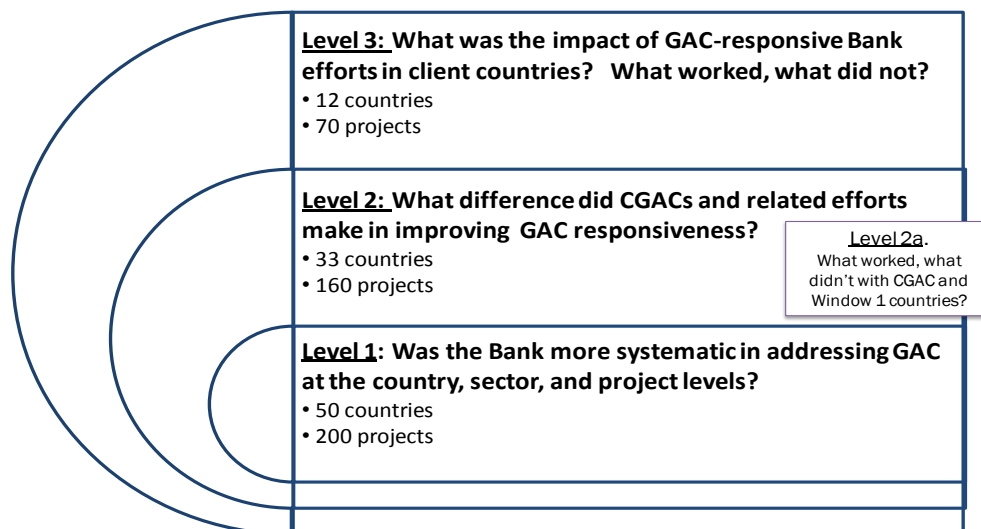 Level 3: What was the impact of GAC-responsive Bank
efforts in client countries? What worked, what did not?
• 12 countries
• 70 projects
Level 2: What difference did CGACs and related efforts
make in improving GAC responsiveness?
• 33 countries
• 160 projects
Level 2a.
What worked, what
didn't with CGAC and
Window 1 countries?
Level 1: Was the Bank more systematic in addressing GAC
at the country, sector, and project levels?
• 50 countries
• 200 projects